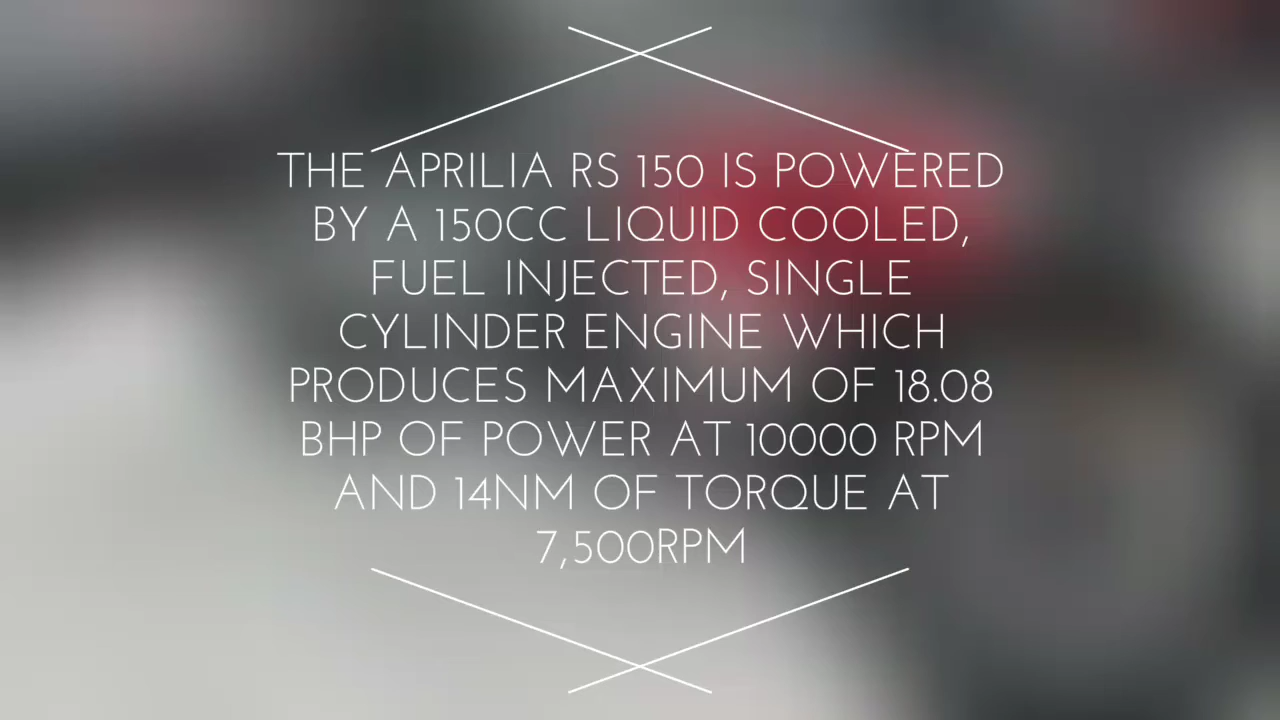 THE APRILIA RS 150 IS POWERED
BY A 150CC LIQUID COOLED,
FUEL INJECTED, SINGLE
CYLINDER ENGINE WHICH
PRODUCES MAXIMUM OF 18.08
BHP OF POWER AT 10000 RPM
AND 14NM OF TORQUE AT
7,500RPM